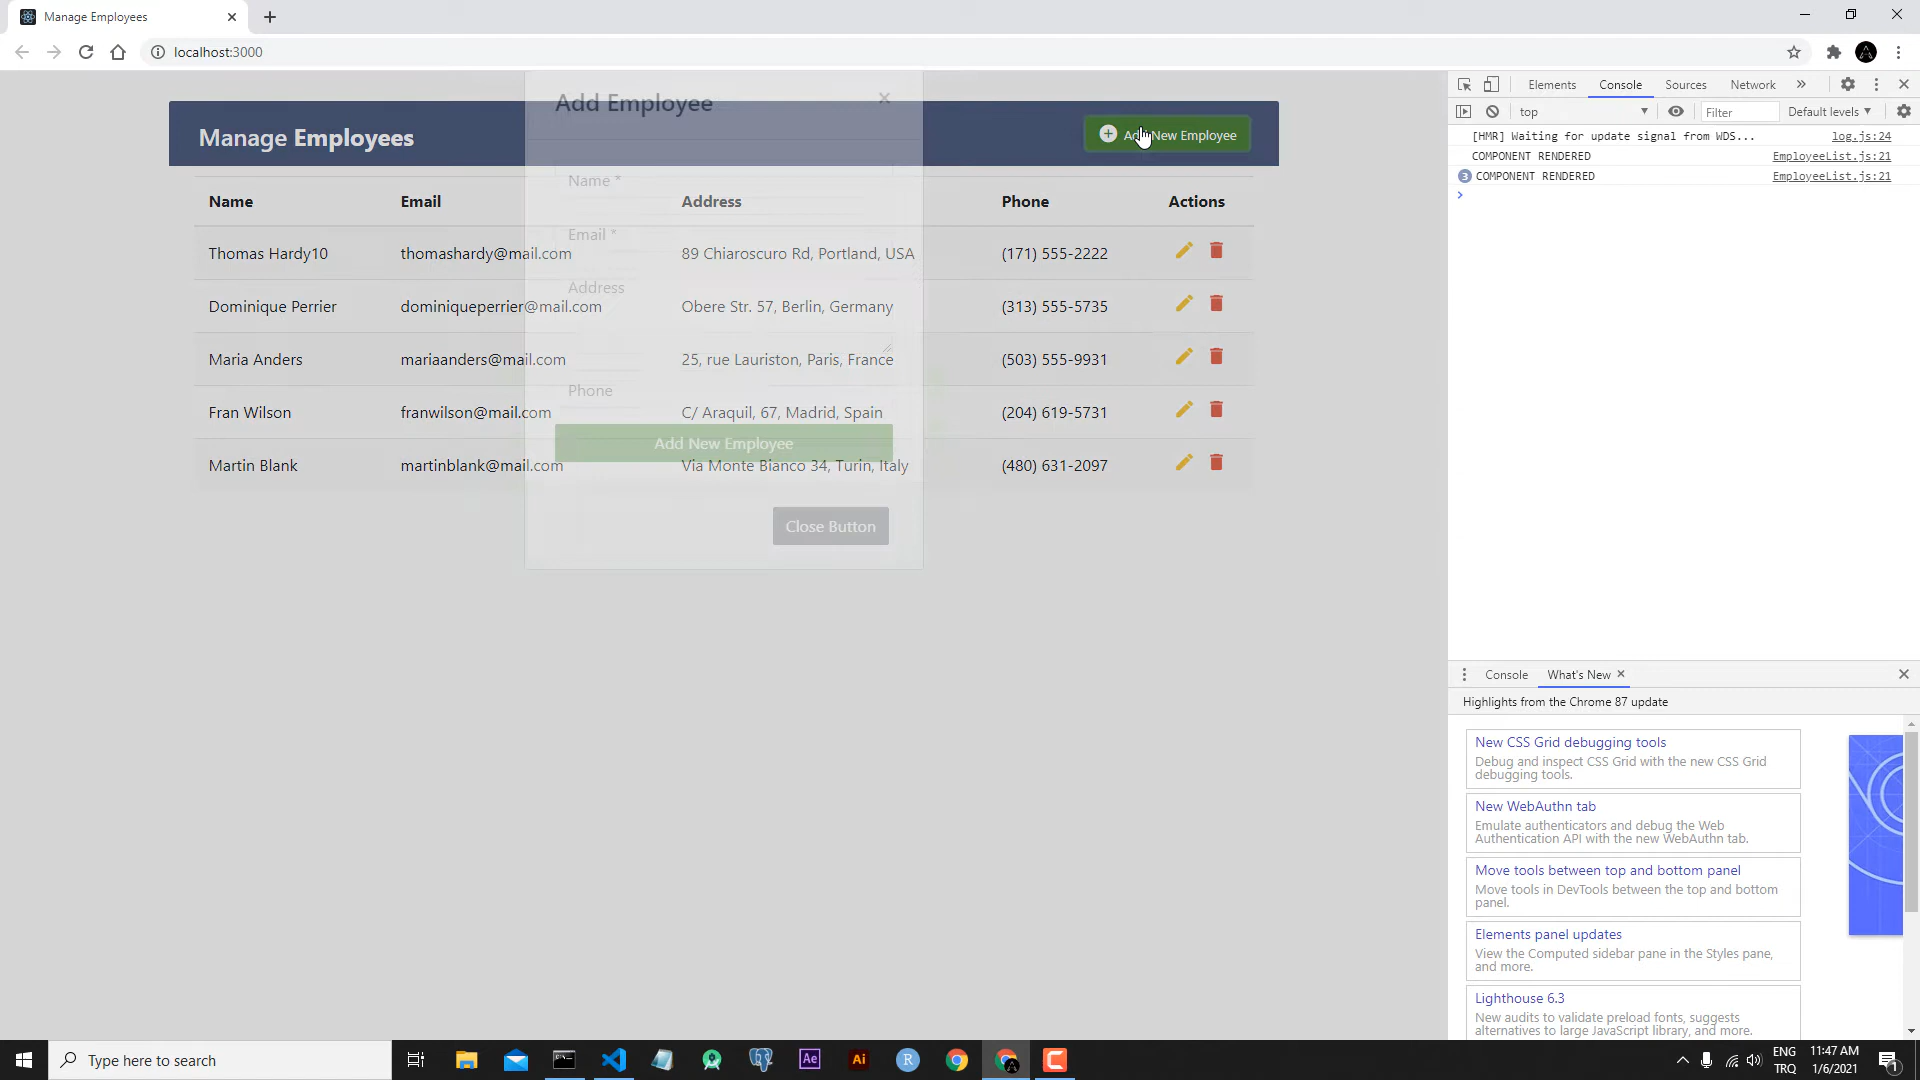 Manage Employees
localhost:3000
Manage Employees
Add New Employee
Name
Email
Address
Phone
Actions
Thomas Hardy10
thomashardy@mail.com
89 Chiaroscuro Rd, Portland, USA
(171) 555-2222
Dominique Perrier
dominiqueperrier@mail.com
Obere Str. 57, Berlin, Germany
(313) 555-5735
Maria Anders
mariaanders@mail.com
25, rue Lauriston, Paris, France
(503) 555-9931
Fran Wilson
franwilson@mail.com
C/ Araquil, 67, Madrid, Spain
(204) 619-5731
Martin Blank
martinblank@mail.com
Via Monte Bianco 34, Turin, Italy
(480) 631-2097
Add Employee
Name *
Email *
Address
Phone
Add New Employee
Close Button
Elements
Console
Sources
Network
top
Filter
Default levels
[HMR] Waiting for update signal from WDS...
log.js:24
COMPONENT RENDERED
EmployeeList.js:21
3 COMPONENT RENDERED
EmployeeList.js:21
Console
What's New
Highlights from the Chrome 87 update
New CSS Grid debugging tools
Debug and inspect CSS Grid with the new CSS Grid
debugging tools.
New WebAuthn tab
Emulate authenticators and debug the Web
Authentication API with the new WebAuthn tab.
Move tools between top and bottom panel
Move tools in DevTools between the top and bottom
panel.
Elements panel updates
View the Computed sidebar pane in the Styles pane,
and more.
Lighthouse 6.3
New audits to validate preload fonts, suggests
alternatives to large JavaScript library, and more.
Type here to search
Ae
Ai
R
ENG
TRQ
11:47 AM
1/6/2021
1